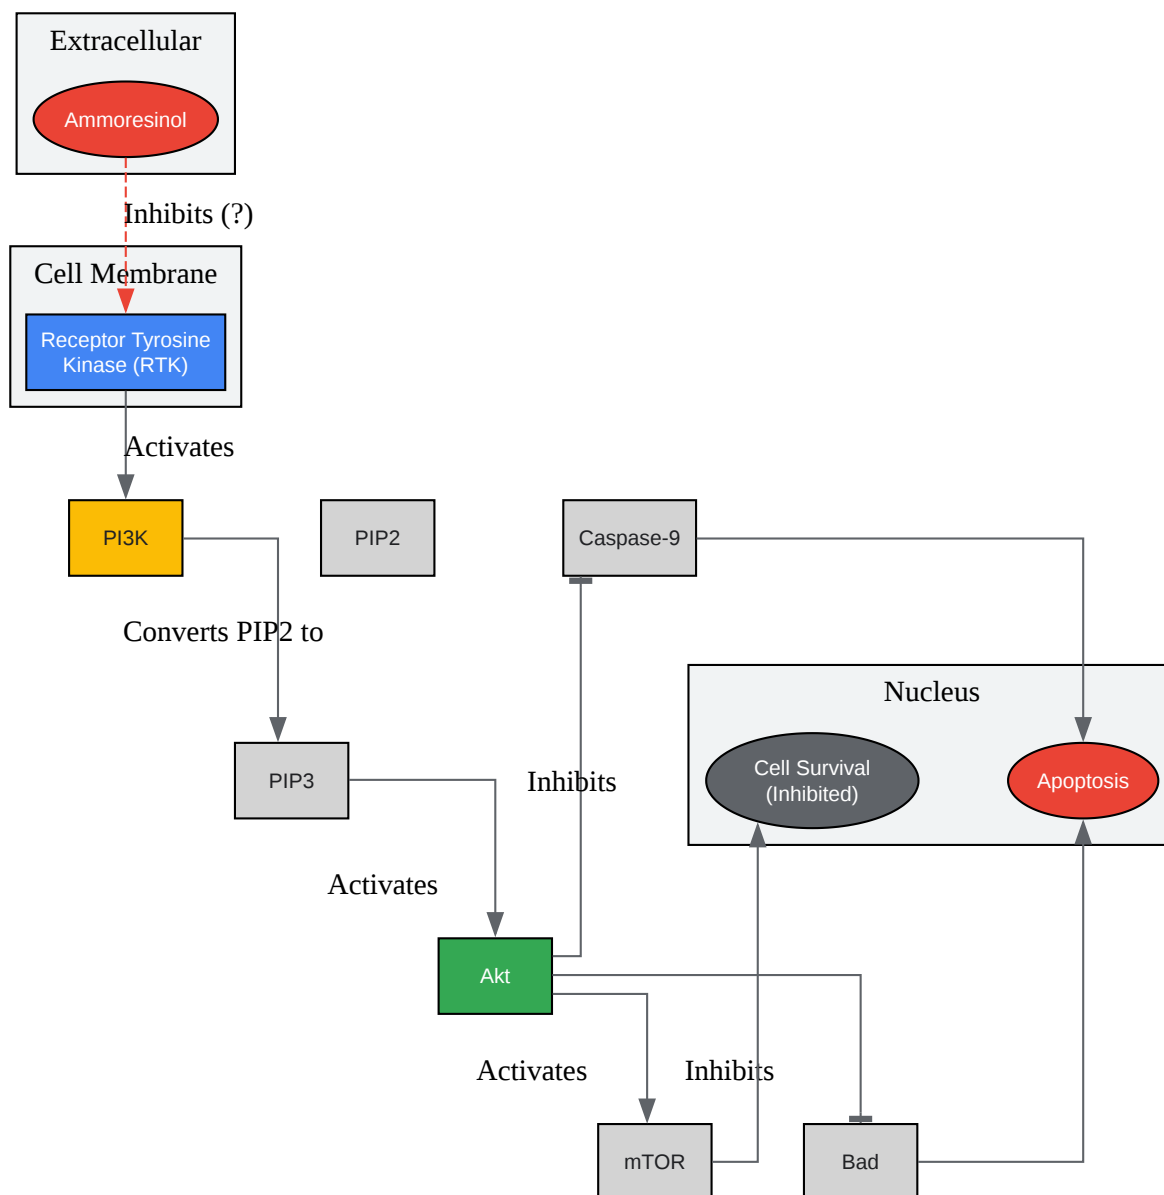 Extracellular
Ammoresinol
Inhibits (?)
Cell Membrane
Receptor Tyrosine
Kinase (RTK)
Activates
PI3K
PIP2
Caspase-9
Converts PIP2 to
Nucleus
PIP3
Inhibits
Cell Survival
(Inhibited)
Apoptosis
Activates
Akt
Activates
Inhibits
mTOR
Bad